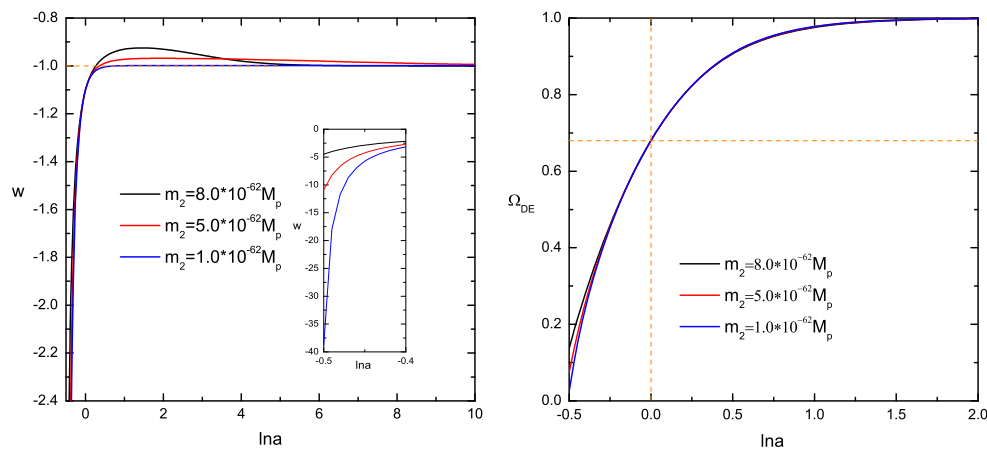 -0.8
-1.0
-1.2
-1.4
-1.6
-1.8
-2.0
-2.2
-2.4
w
0 2 4 6 8 10
lna
m₂=8.0*10⁻⁶²Mₚ
m₂=5.0*10⁻⁶²Mₚ
m₂=1.0*10⁻⁶²Mₚ
0
-5
-10
-15
-20
-25
-30
-35
-40
w
-0.5 -0.4
lna
1.0
0.8
0.6
0.4
0.2
0.0
Ω_DE
-0.5 0.0 0.5 1.0 1.5 2.0
lna
m₂=8.0*10⁻⁶²Mₚ
m₂=5.0*10⁻⁶²Mₚ
m₂=1.0*10⁻⁶²Mₚ